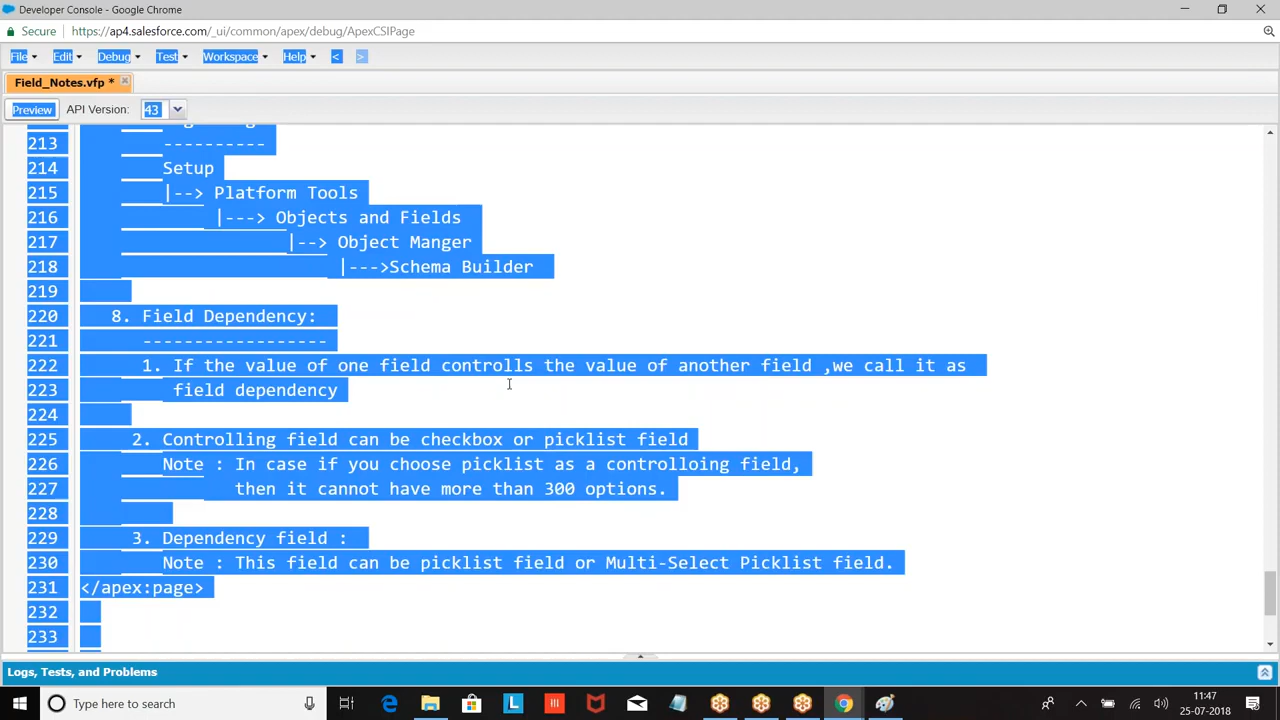 Developer Console - Google Chrome
Secure https://ap4.salesforce.com/_ui/common/apex/debug/ApexCSIPage
File Edit Debug Test Workspace Help < >
Field_Notes.vfp *
Preview API Version: 43
213 ----------
214 Setup
215 |--> Platform Tools
216 |---> Objects and Fields
217 |--> Object Manger
218 |--->Schema Builder
219
220 8. Field Dependency:
221 ------------------
222 1. If the value of one field controlls the value of another field ,we call it as
223 field dependency
224
225 2. Controlling field can be checkbox or picklist field
226 Note : In case if you choose picklist as a controlloing field,
227 then it cannot have more than 300 options.
228
229 3. Dependency field :
230 Note : This field can be picklist field or Multi-Select Picklist field.
231 </apex:page>
232
233
Logs, Tests, and Problems
Type here to search
11:47
25-07-2018